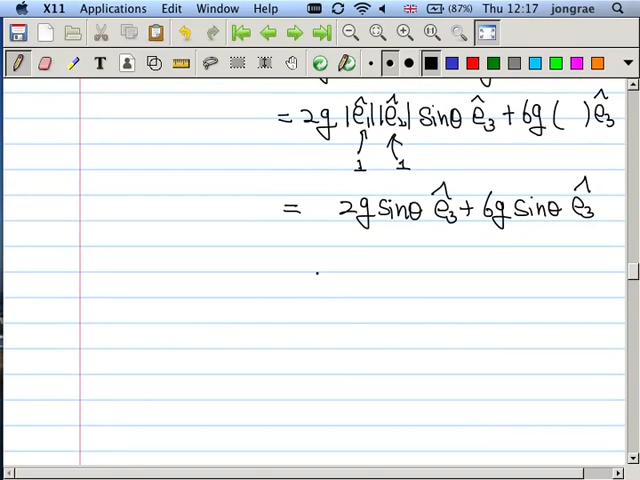 X11 Applications Edit Window Help (87%) Thu 12:17 jongrae
= 2g |ê₁||ê₂| sinθ ê₃ + 6g ( ) ê₃
1 1
= 2g sinθ ê₃ + 6g sinθ ê₃